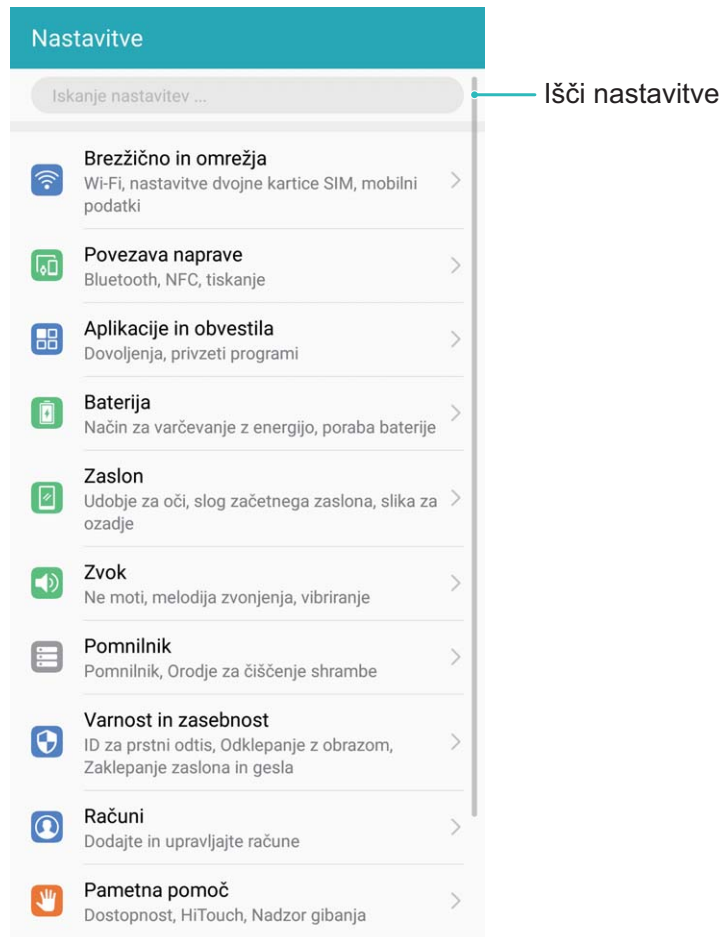 Nastavitve
Iskanje nastavitev ...
Išči nastavitve
Brezžično in omrežja
Wi-Fi, nastavitve dvojne kartice SIM, mobilni
podatki
Povezava naprave
Bluetooth, NFC, tiskanje
Aplikacije in obvestila
Dovoljenja, privzeti programi
Baterija
Način za varčevanje z energijo, poraba baterije
Zaslon
Udobje za oči, slog začetnega zaslona, slika za
ozadje
Zvok
Ne moti, melodija zvonjenja, vibriranje
Pomnilnik
Pomnilnik, Orodje za čiščenje shrambe
Varnost in zasebnost
ID za prstni odtis, Odklepanje z obrazom,
Zaklepanje zaslona in gesla
Računi
Dodajte in upravljajte račune
Pametna pomoč
Dostopnost, HiTouch, Nadzor gibanja